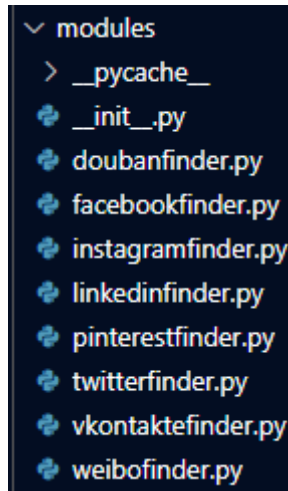 modules
__pycache__
__init__.py
doubanfinder.py
facebookfinder.py
instagramfinder.py
linkedinfinder.py
pinterestfinder.py
twitterfinder.py
vkontaktefinder.py
weibofinder.py